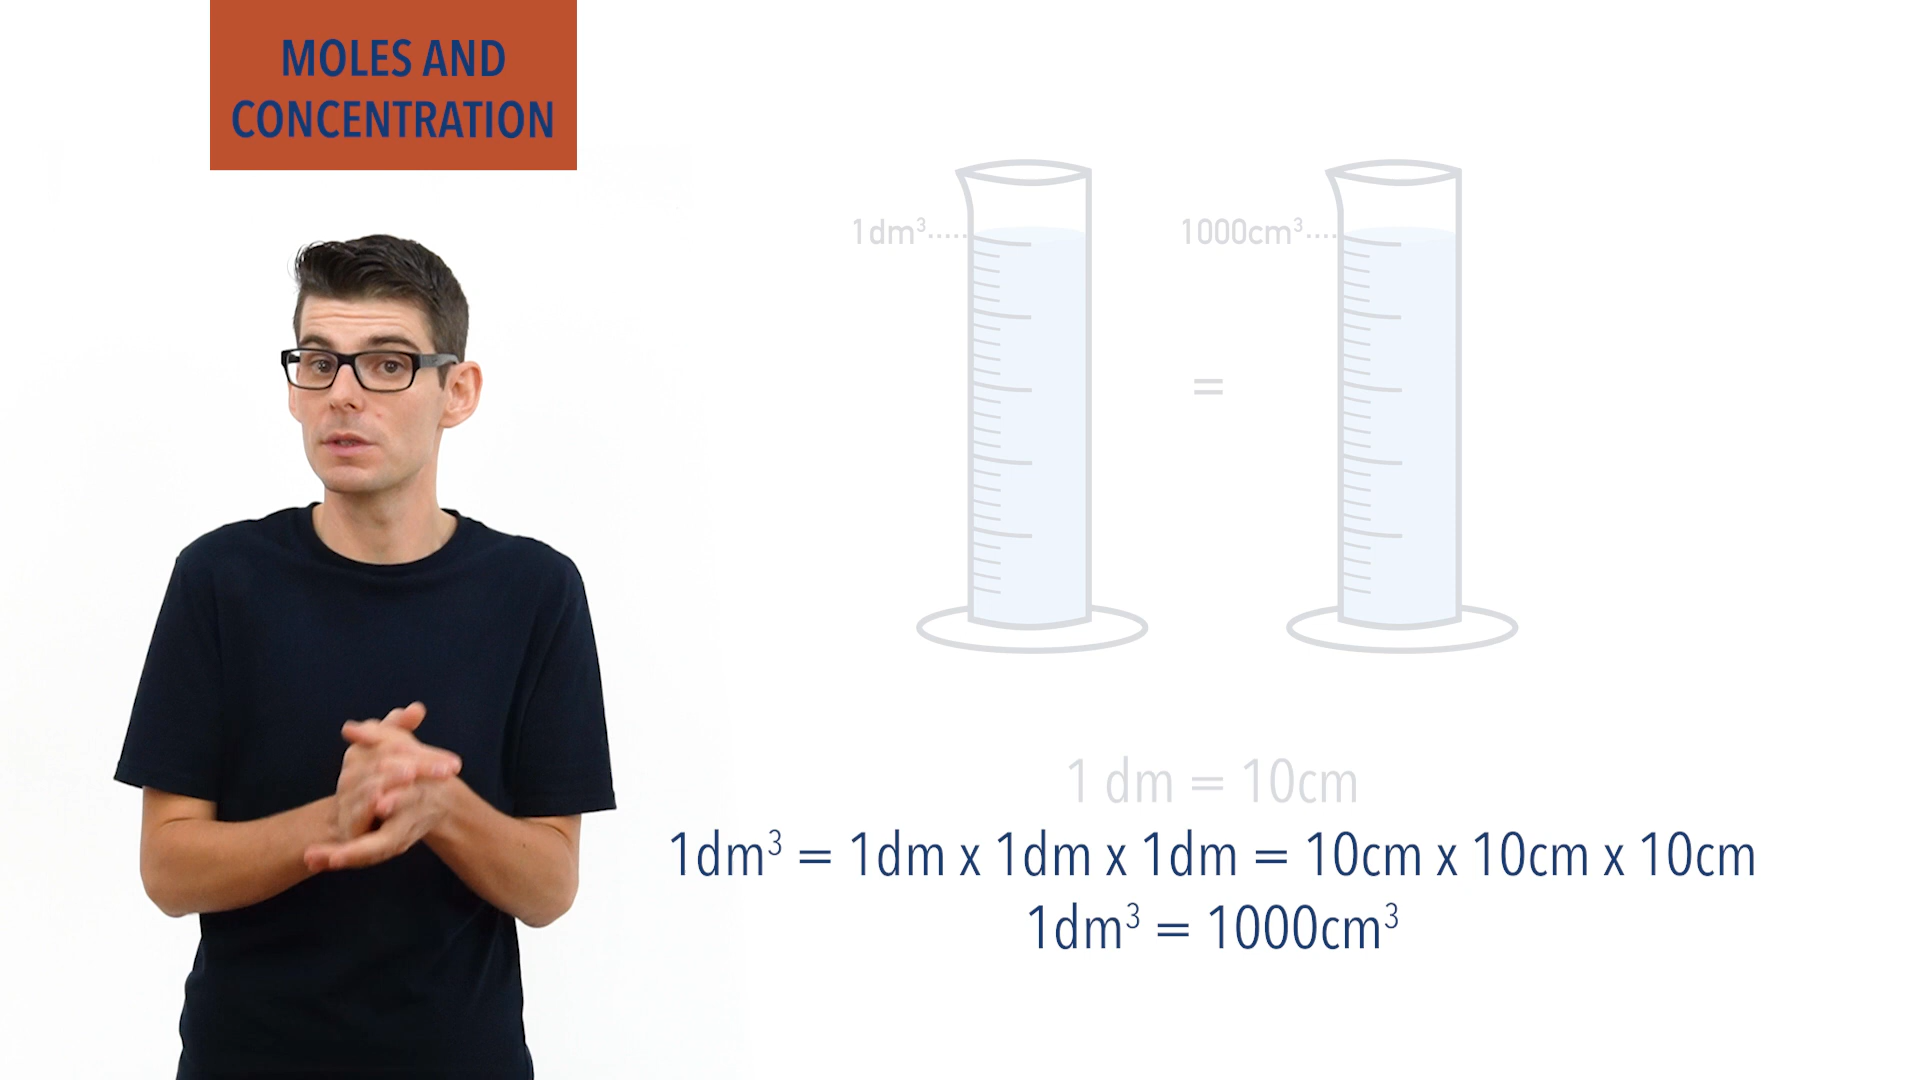 MOLES AND
CONCENTRATION
1dm³
1000cm³
=
1 dm = 10cm
1dm³ = 1dm x 1dm x 1dm = 10cm x 10cm x 10cm
1dm³ = 1000cm³